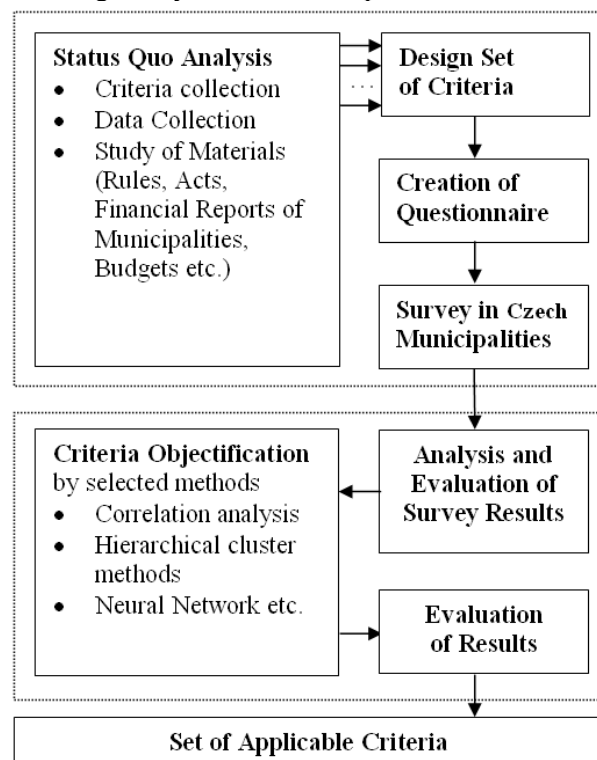 Status Quo Analysis
● Criteria collection
● Data Collection
● Study of Materials
(Rules, Acts,
Financial Reports of
Municipalities,
Budgets etc.)
. . .
Design Set
of Criteria
Creation of
Questionnaire
Survey in Czech
Municipalities
Analysis and
Evaluation of
Survey Results
Criteria Objectification
by selected methods
● Correlation analysis
● Hierarchical cluster
methods
● Neural Network etc.
Evaluation
of Results
Set of Applicable Criteria